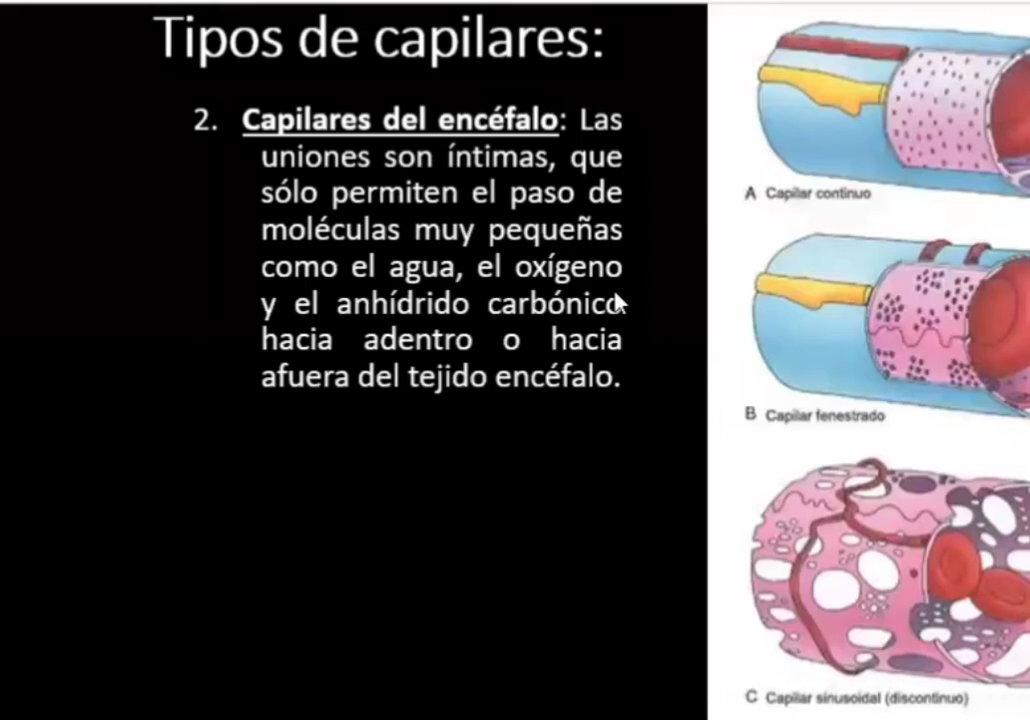 Tipos de capilares:
2. Capilares del encéfalo: Las
uniones son íntimas, que
sólo permiten el paso de
moléculas muy pequeñas
como el agua, el oxígeno
y el anhídrido carbónico
hacia adentro o hacia
afuera del tejido encéfalo.
A Capilar continuo
B Capilar fenestrado
C Capilar sinusoidal (discontinuo)